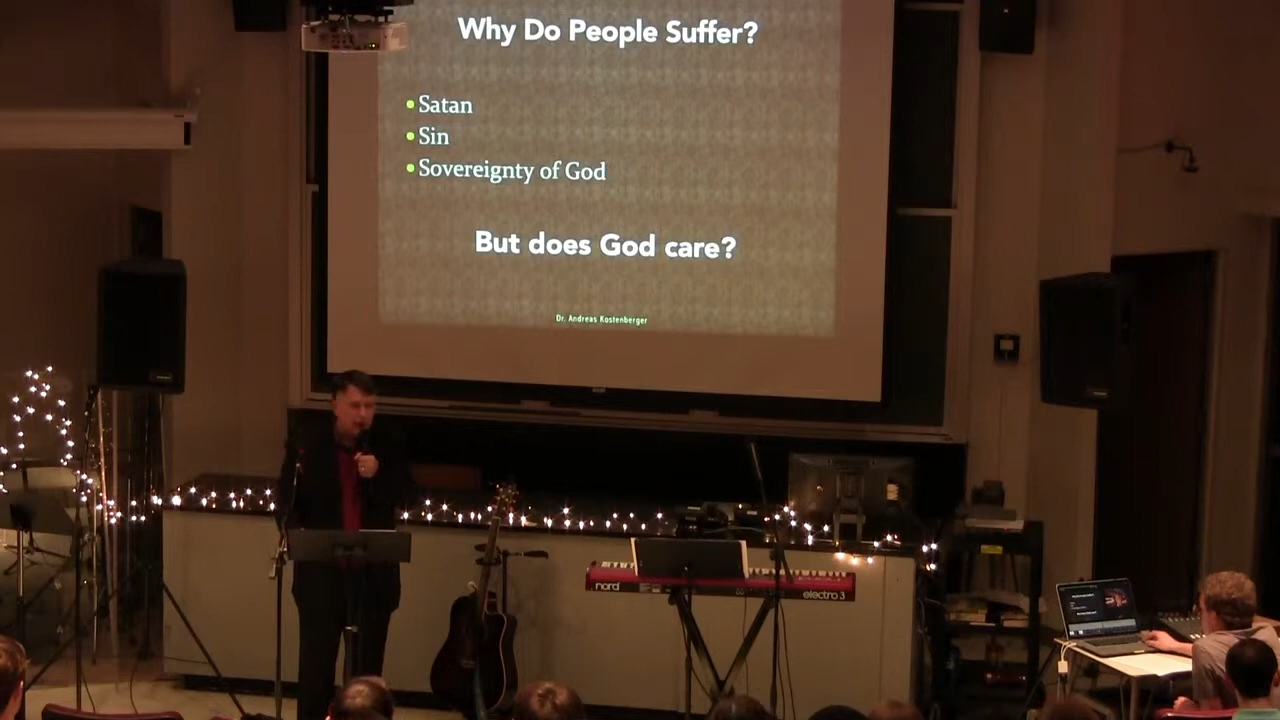 Why Do People Suffer?
• Satan
• Sin
• Sovereignty of God
But does God care?
Dr. Andreas Kostenberger
nord
electro 3